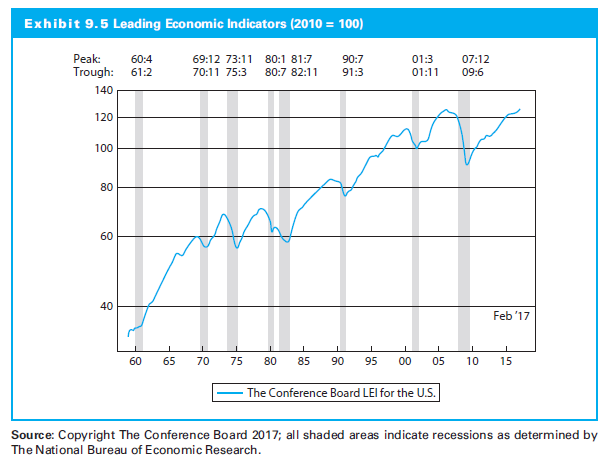 Exhibit 9.5 Leading Economic Indicators (2010 = 100)
Peak: 60:4 69:12 73:11 80:1 81:7 90:7 01:3 07:12
Trough: 61:2 70:11 75:3 80:7 82:11 91:3 01:11 09:6
140
120
100
80
60
40
Feb '17
60 65 70 75 80 85 90 95 00 05 10 15
The Conference Board LEI for the U.S.
Source: Copyright The Conference Board 2017; all shaded areas indicate recessions as determined by
The National Bureau of Economic Research.